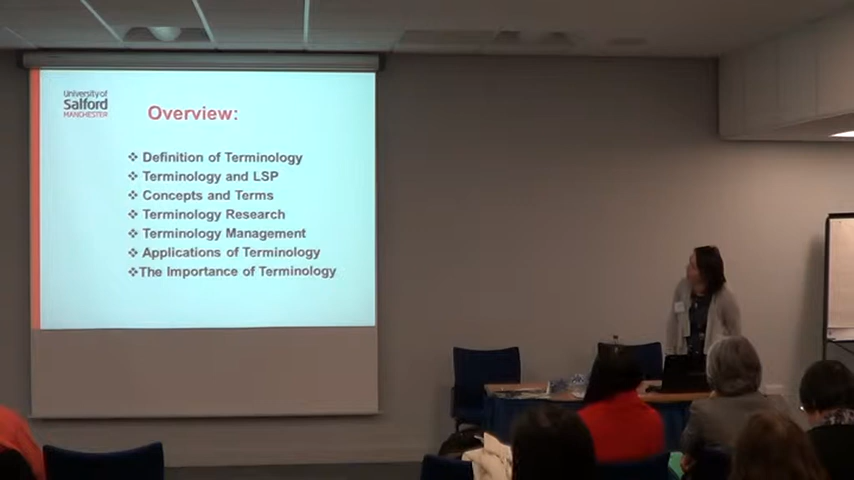 University of
Salford
MANCHESTER
Overview:
❖ Definition of Terminology
❖ Terminology and LSP
❖ Concepts and Terms
❖ Terminology Research
❖ Terminology Management
❖ Applications of Terminology
❖The Importance of Terminology